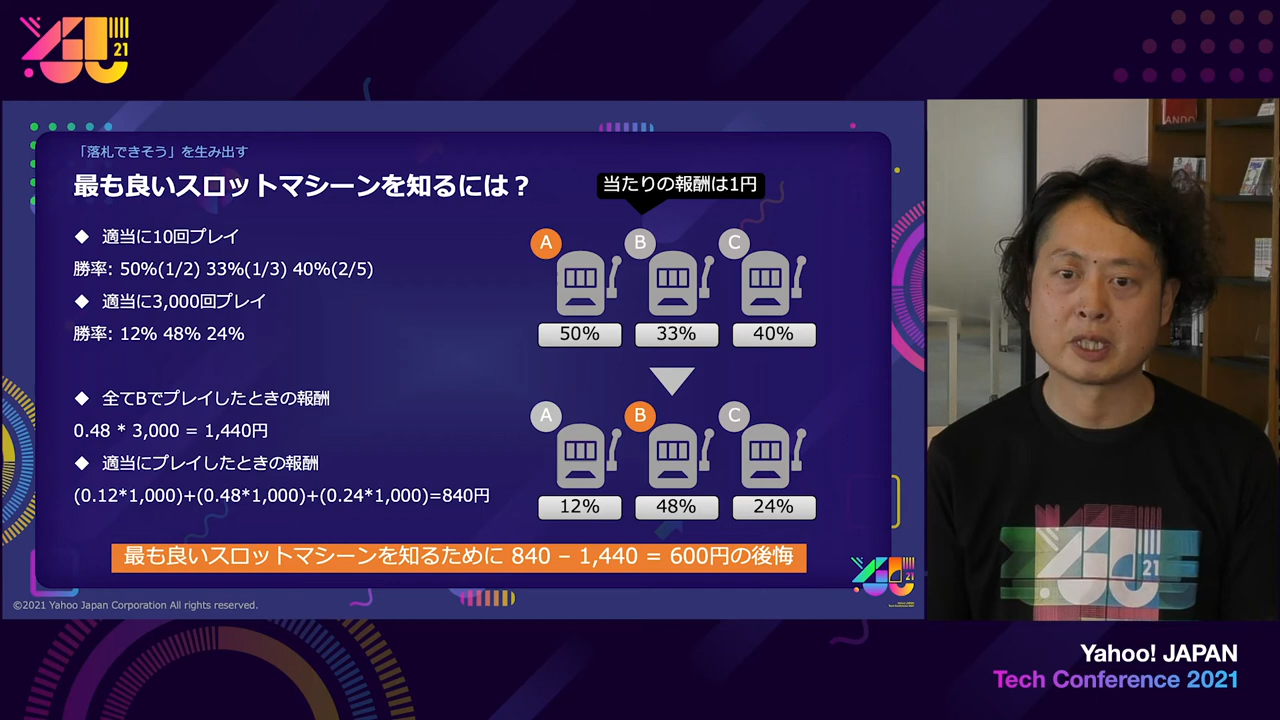 21
「落札できそう」を生み出す
最も良いスロットマシーンを知るには？
当たりの報酬は1円
◆ 適当に10回プレイ
勝率: 50%(1/2) 33%(1/3) 40%(2/5)
◆ 適当に3,000回プレイ
勝率: 12% 48% 24%
◆ 全てBでプレイしたときの報酬
0.48 * 3,000 = 1,440円
◆ 適当にプレイしたときの報酬
(0.12*1,000)+(0.48*1,000)+(0.24*1,000)=840円
A B C
50% 33% 40%
A B C
12% 48% 24%
最も良いスロットマシーンを知るために 840 – 1,440 = 600円の後悔
21
©2021 Yahoo Japan Corporation All rights reserved.
ANDO
21
Yahoo! JAPAN
Tech Conference 2021